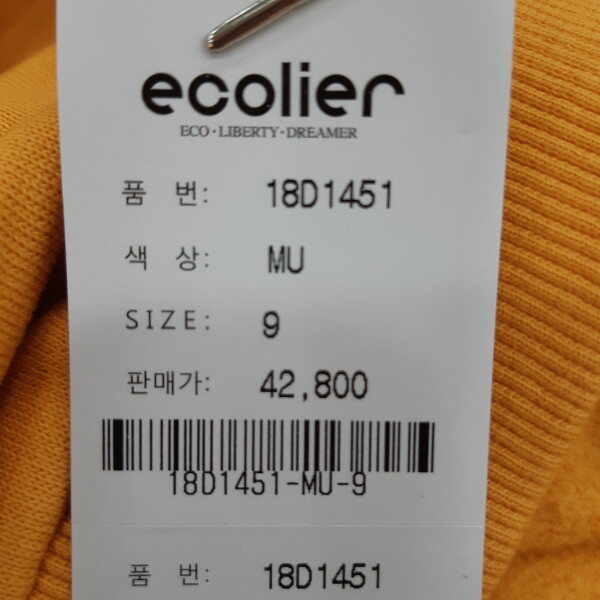 ecolier
ECO·LIBERTY·DREAMER
품 번: 18D1451
색 상: MU
SIZE: 9
판매가: 42,800
18D1451-MU-9
품 번: 18D1451